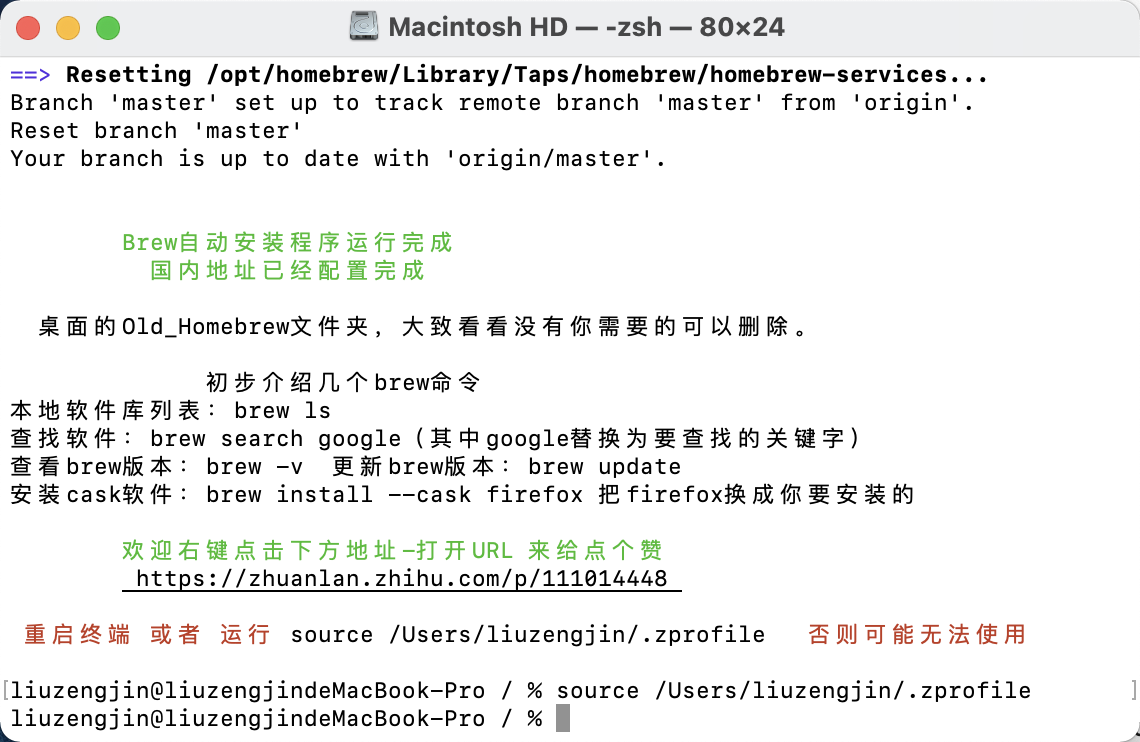 Macintosh HD — -zsh — 80×24
==> Resetting /opt/homebrew/Library/Taps/homebrew/homebrew-services...
Branch 'master' set up to track remote branch 'master' from 'origin'.
Reset branch 'master'
Your branch is up to date with 'origin/master'.
Brew自动安装程序运行完成
国内地址已经配置完成
桌面的Old_Homebrew文件夹，大致看看没有你需要的可以删除。
初步介绍几个brew命令
本地软件库列表：brew ls
查找软件：brew search google（其中google替换为要查找的关键字）
查看brew版本：brew -v  更新brew版本：brew update
安装cask软件：brew install --cask firefox 把firefox换成你要安装的
欢迎右键点击下方地址-打开URL 来给点个赞
https://zhuanlan.zhihu.com/p/111014448
重启终端 或者 运行 source /Users/liuzengjin/.zprofile   否则可能无法使用
[liuzengjin@liuzengjindeMacBook-Pro / % source /Users/liuzengjin/.zprofile ]
liuzengjin@liuzengjindeMacBook-Pro / %